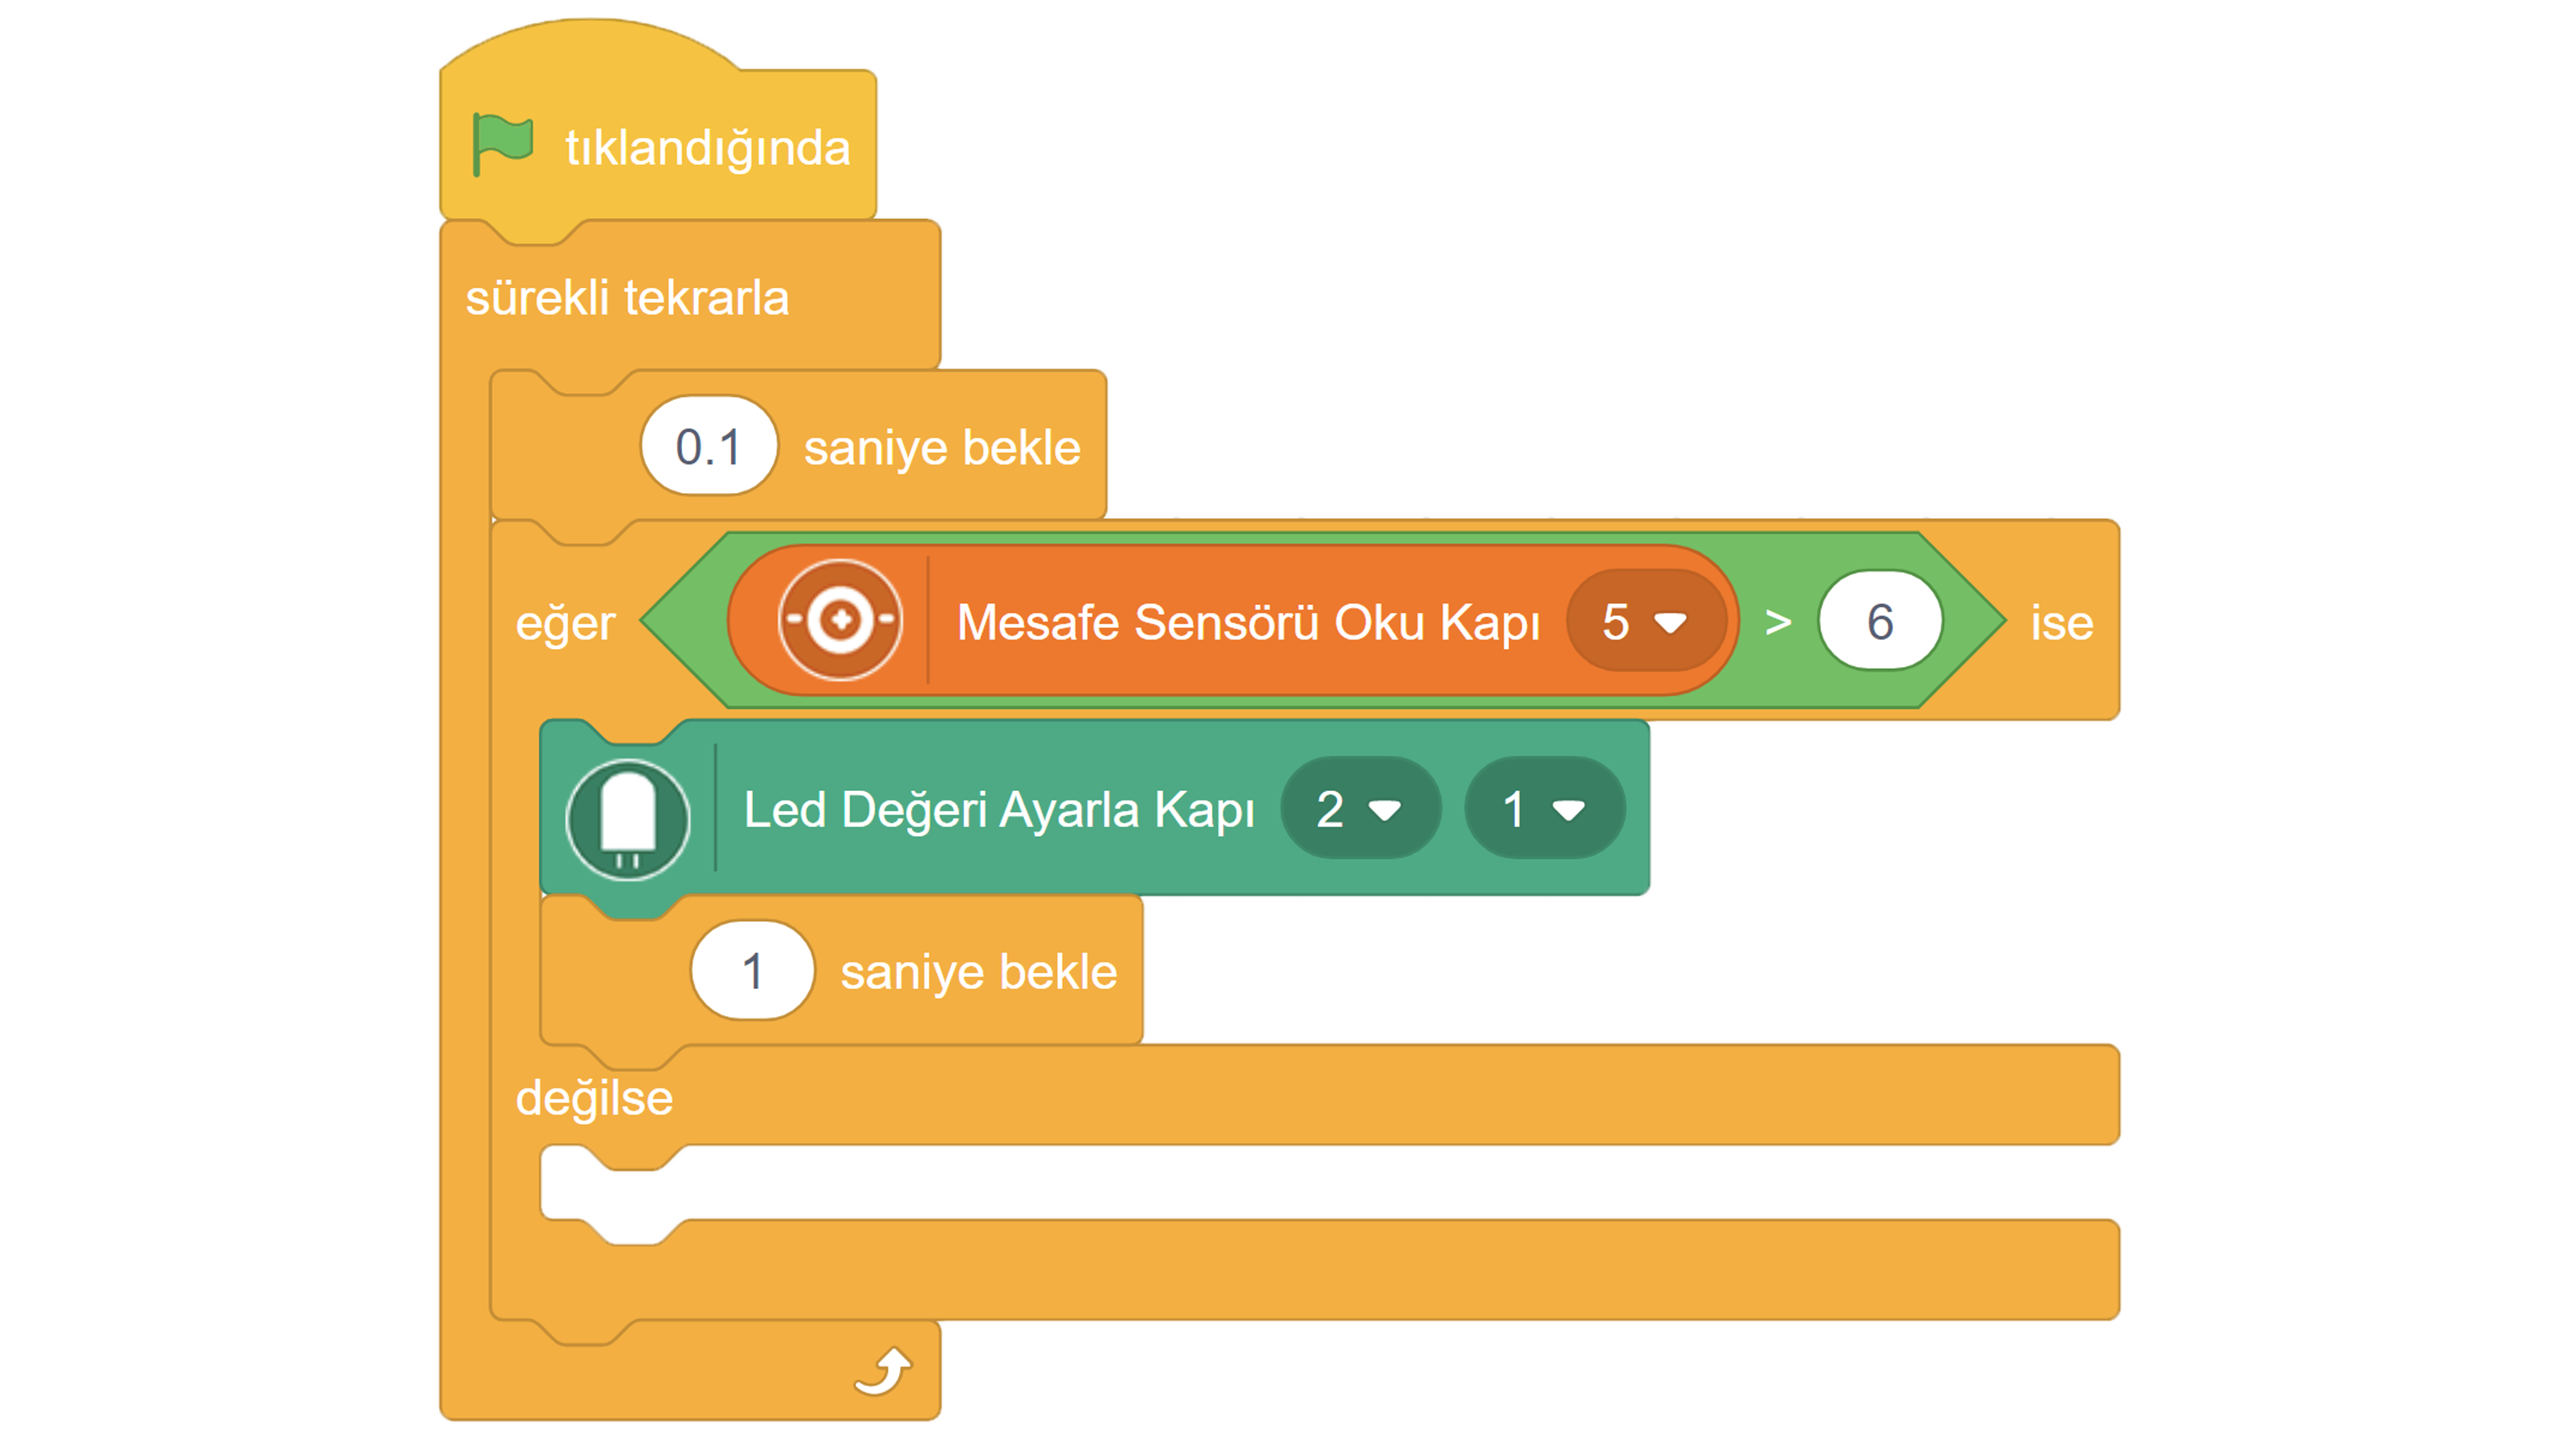 tıklandığında
sürekli tekrarla
0.1 saniye bekle
eğer Mesafe Sensörü Oku Kapı 5 > 6 ise
Led Değeri Ayarla Kapı 2 1
1 saniye bekle
değilse